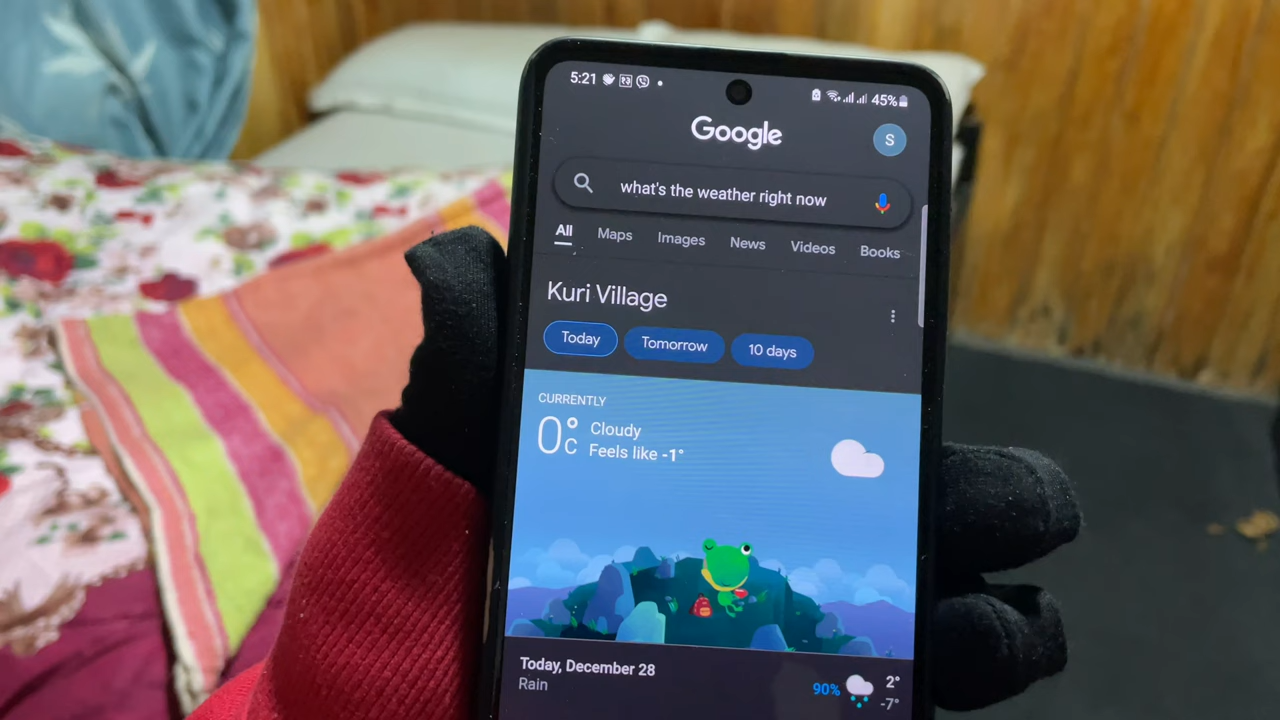 5:21
45%
Google
S
what's the weather right now
All Maps Images News Videos Books
Kuri Village
Today Tomorrow 10 days
CURRENTLY
0°C Cloudy
Feels like -1°
Today, December 28
Rain
90% 2°
-7°